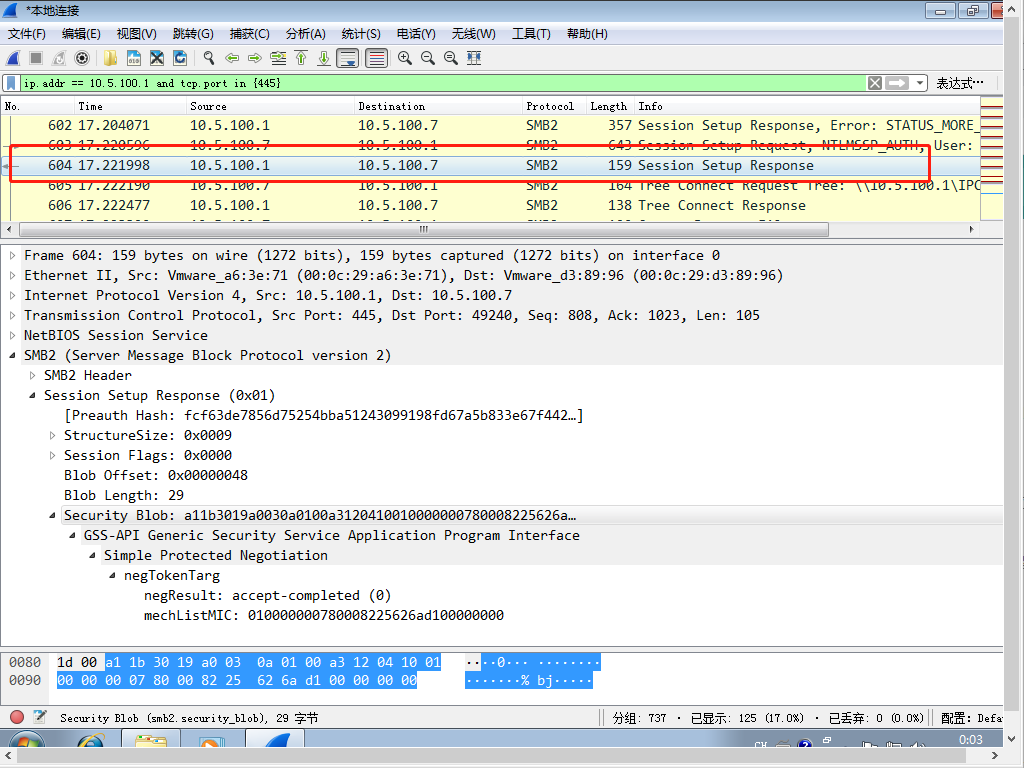 *本地连接
文件(F) 编辑(E) 视图(V) 跳转(G) 捕获(C) 分析(A) 统计(S) 电话(Y) 无线(W) 工具(T) 帮助(H)
ip.addr == 10.5.100.1 and tcp.port in {445} 表达式…
No. Time Source Destination Protocol Length Info
602 17.204071 10.5.100.1 10.5.100.7 SMB2 357 Session Setup Response, Error: STATUS_MORE_
603 17.220596 10.5.100.7 10.5.100.1 SMB2 643 Session Setup Request, NTLMSSP_AUTH, User:
604 17.221998 10.5.100.1 10.5.100.7 SMB2 159 Session Setup Response
605 17.222190 10.5.100.7 10.5.100.1 SMB2 164 Tree Connect Request Tree: \\10.5.100.1\IPC
606 17.222477 10.5.100.1 10.5.100.7 SMB2 138 Tree Connect Response
Frame 604: 159 bytes on wire (1272 bits), 159 bytes captured (1272 bits) on interface 0
Ethernet II, Src: Vmware_a6:3e:71 (00:0c:29:a6:3e:71), Dst: Vmware_d3:89:96 (00:0c:29:d3:89:96)
Internet Protocol Version 4, Src: 10.5.100.1, Dst: 10.5.100.7
Transmission Control Protocol, Src Port: 445, Dst Port: 49240, Seq: 808, Ack: 1023, Len: 105
NetBIOS Session Service
SMB2 (Server Message Block Protocol version 2)
SMB2 Header
Session Setup Response (0x01)
[Preauth Hash: fcf63de7856d75254bba51243099198fd67a5b833e67f442…]
StructureSize: 0x0009
Session Flags: 0x0000
Blob Offset: 0x00000048
Blob Length: 29
Security Blob: a11b3019a0030a0100a3120410010000000780008225626a…
GSS-API Generic Security Service Application Program Interface
Simple Protected Negotiation
negTokenTarg
negResult: accept-completed (0)
mechListMIC: 010000000780008225626ad100000000
0080 1d 00 a1 1b 30 19 a0 03 0a 01 00 a3 12 04 10 01 ····0··· ········
0090 00 00 00 07 80 00 82 25 62 6a d1 00 00 00 00 ·······% bj·····
Security Blob (smb2.security_blob), 29 字节 分组: 737 · 已显示: 125 (17.0%) · 已丢弃: 0 (0.0%) 配置: Defa
CH 0:03